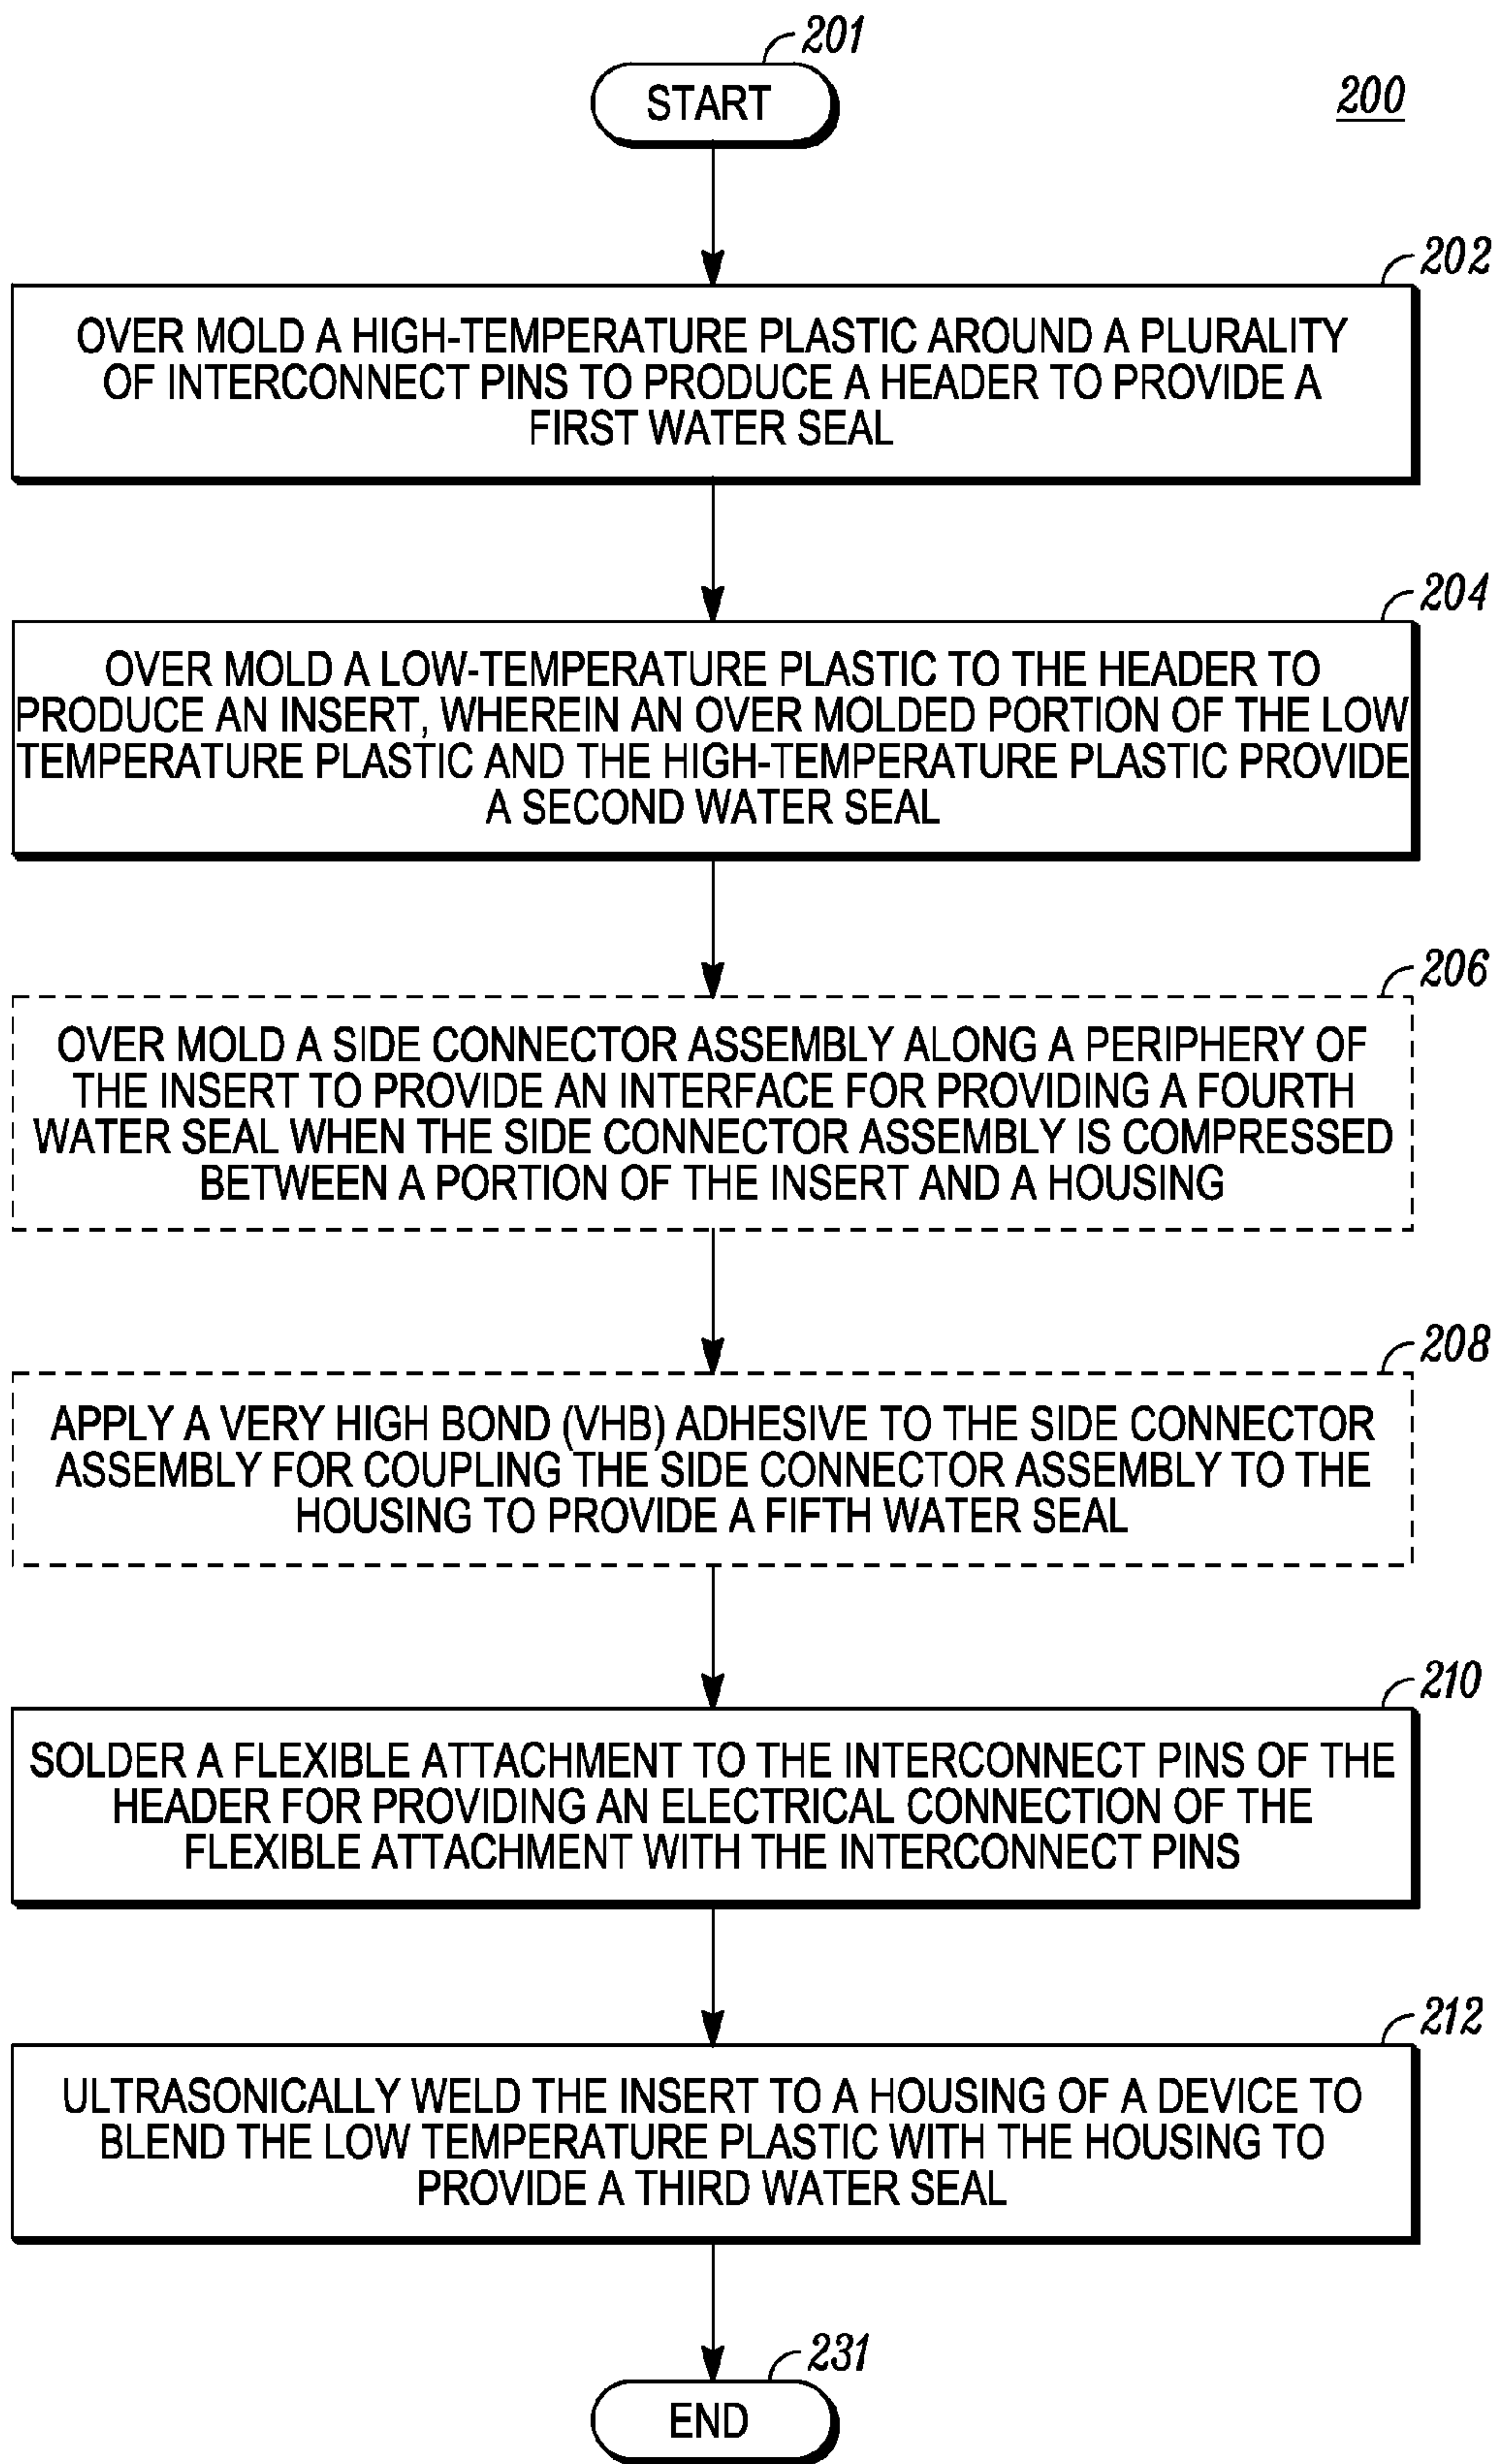 201
START
200
202
OVER MOLD A HIGH-TEMPERATURE PLASTIC AROUND A PLURALITY
OF INTERCONNECT PINS TO PRODUCE A HEADER TO PROVIDE A
FIRST WATER SEAL
204
OVER MOLD A LOW-TEMPERATURE PLASTIC TO THE HEADER TO
PRODUCE AN INSERT, WHEREIN AN OVER MOLDED PORTION OF THE LOW
TEMPERATURE PLASTIC AND THE HIGH-TEMPERATURE PLASTIC PROVIDE
A SECOND WATER SEAL
206
OVER MOLD A SIDE CONNECTOR ASSEMBLY ALONG A PERIPHERY OF
THE INSERT TO PROVIDE AN INTERFACE FOR PROVIDING A FOURTH
WATER SEAL WHEN THE SIDE CONNECTOR ASSEMBLY IS COMPRESSED
BETWEEN A PORTION OF THE INSERT AND A HOUSING
208
APPLY A VERY HIGH BOND (VHB) ADHESIVE TO THE SIDE CONNECTOR
ASSEMBLY FOR COUPLING THE SIDE CONNECTOR ASSEMBLY TO THE
HOUSING TO PROVIDE A FIFTH WATER SEAL
210
SOLDER A FLEXIBLE ATTACHMENT TO THE INTERCONNECT PINS OF THE
HEADER FOR PROVIDING AN ELECTRICAL CONNECTION OF THE
FLEXIBLE ATTACHMENT WITH THE INTERCONNECT PINS
212
ULTRASONICALLY WELD THE INSERT TO A HOUSING OF A DEVICE TO
BLEND THE LOW TEMPERATURE PLASTIC WITH THE HOUSING TO
PROVIDE A THIRD WATER SEAL
231
END